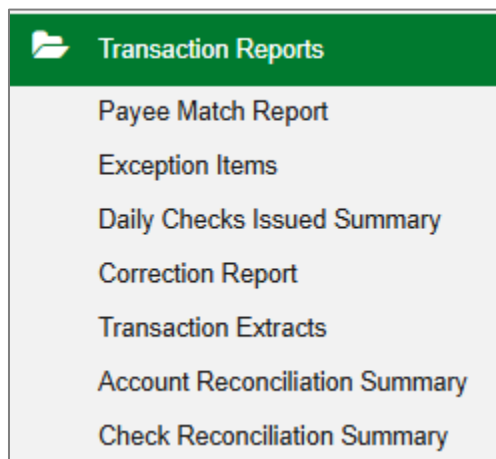 Transaction Reports
Payee Match Report
Exception Items
Daily Checks Issued Summary
Correction Report
Transaction Extracts
Account Reconciliation Summary
Check Reconciliation Summary